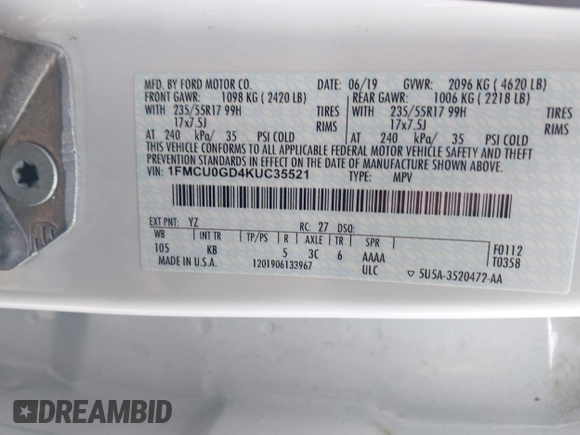 MFD. BY FORD MOTOR CO. DATE: 06/19 GVWR: 2096 KG ( 4620 LB)
FRONT GAWR: 1098 KG ( 2420 LB) REAR GAWR: 1006 KG ( 2218 LB)
WITH 235/55R17 99H TIRES WITH 235/55R17 99H TIRES
17x7.5J RIMS 17x7.5J RIMS
AT 240 kPa/ 35 PSI COLD AT 240 kPa/ 35 PSI COLD
THIS VEHICLE CONFORMS TO ALL APPLICABLE FEDERAL MOTOR VEHICLE SAFETY AND THEFT
PREVENTION STANDARDS IN EFFECT ON THE DATE OF MANUFACTURE SHOWN ABOVE.
VIN: 1FMCU0GD4KUC35521 TYPE: MPV
EXT PNT: YZ RC: 27 DSO:
WB INT TR TP/PS R AXLE TR SPR F0112
105 KB 5 3C 6 AAAA T0358
MADE IN U.S.A. 1201906133967 ULC 5U5A-3520472-AA
DREAMBID